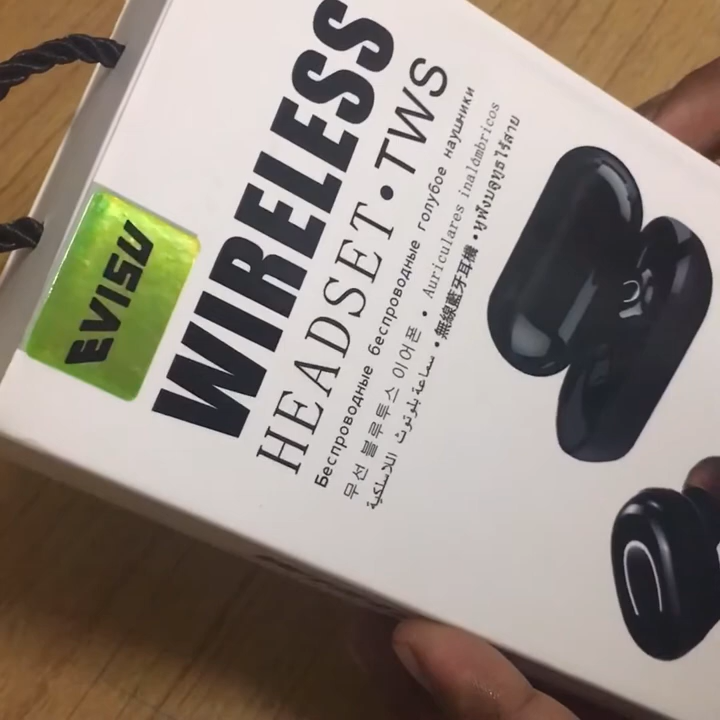 EVISU
WIRELESS
HEADSET•TWS
Беспроводные беспроводные голубое наушники
무선 블루투스 이어폰 • Auriculares inalámbricos
سماعة بلوتوث اللاسلكية • 無線藍牙耳機 • หูฟังบลูทูธไร้สาย